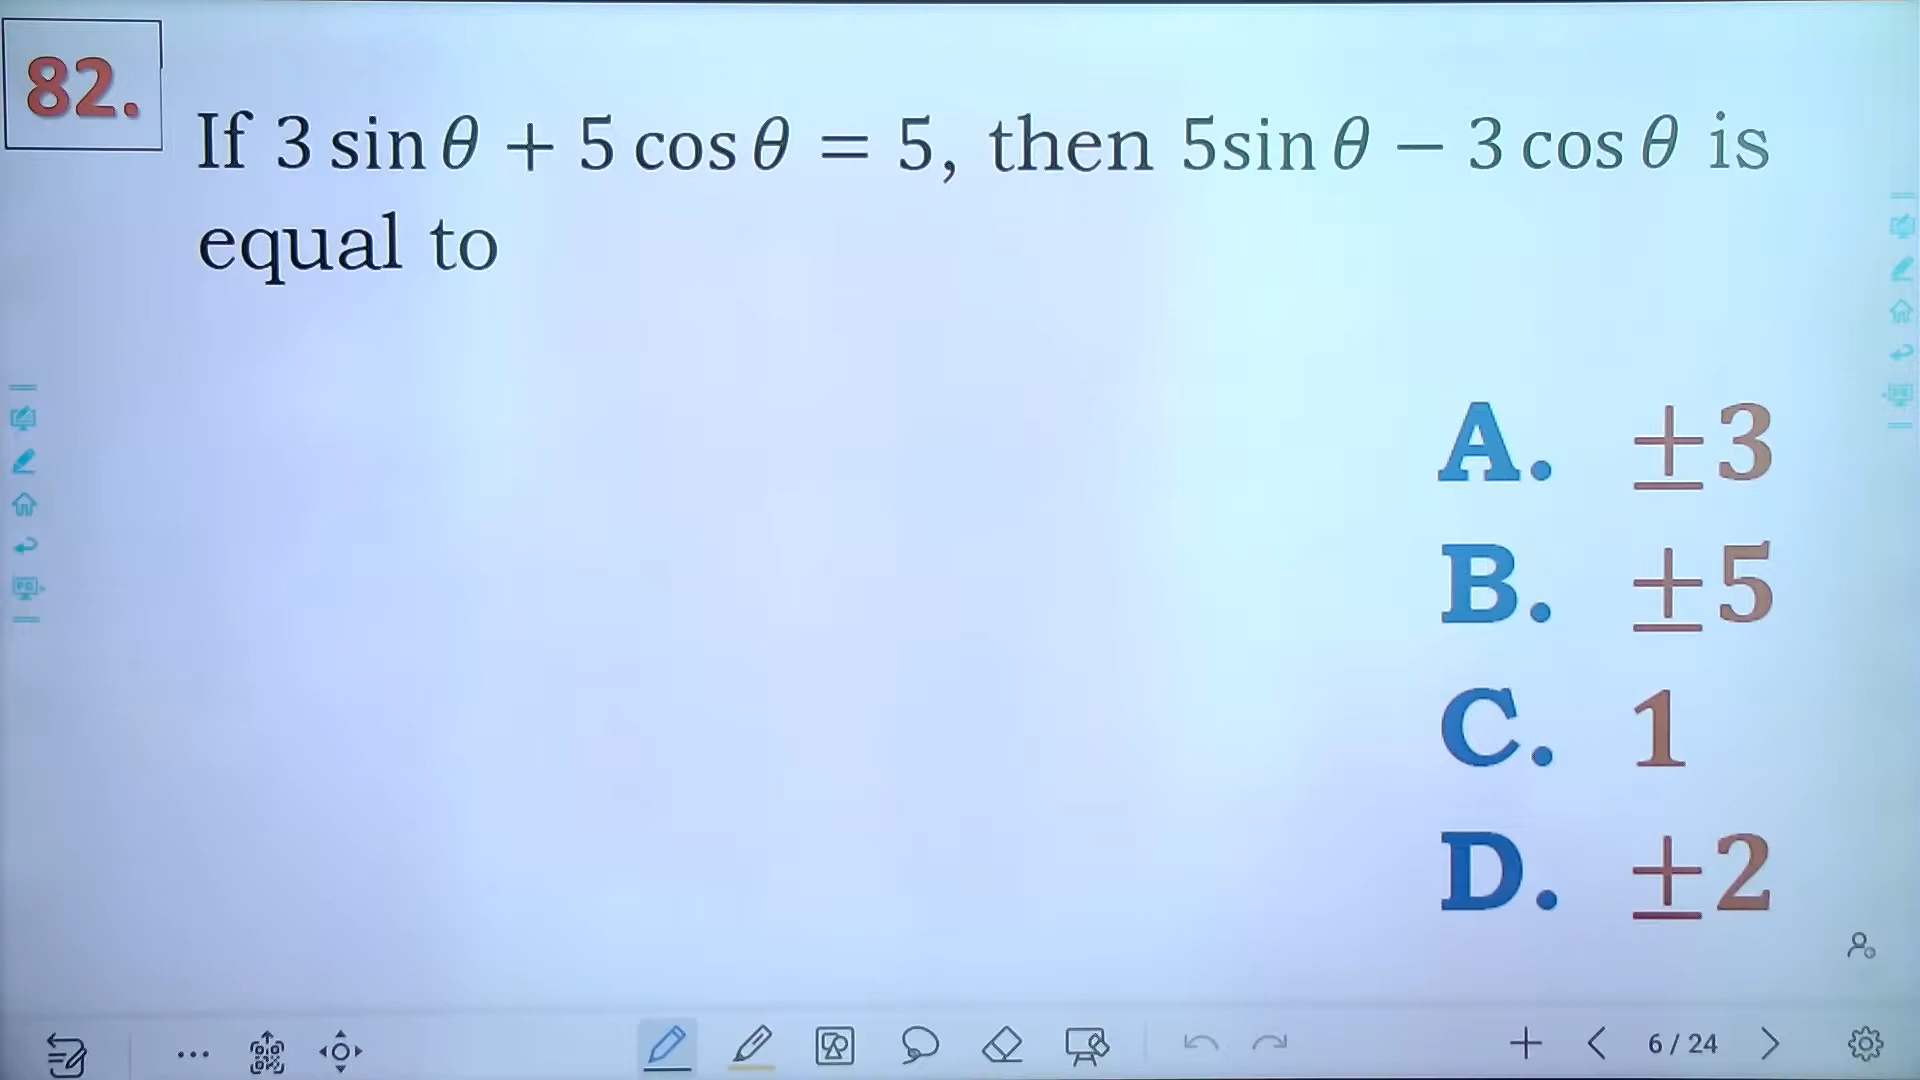 82.
If 3 sin θ + 5 cos θ = 5, then 5sin θ − 3 cos θ is
equal to
A. ±3
B. ±5
C. 1
D. ±2
6 / 24